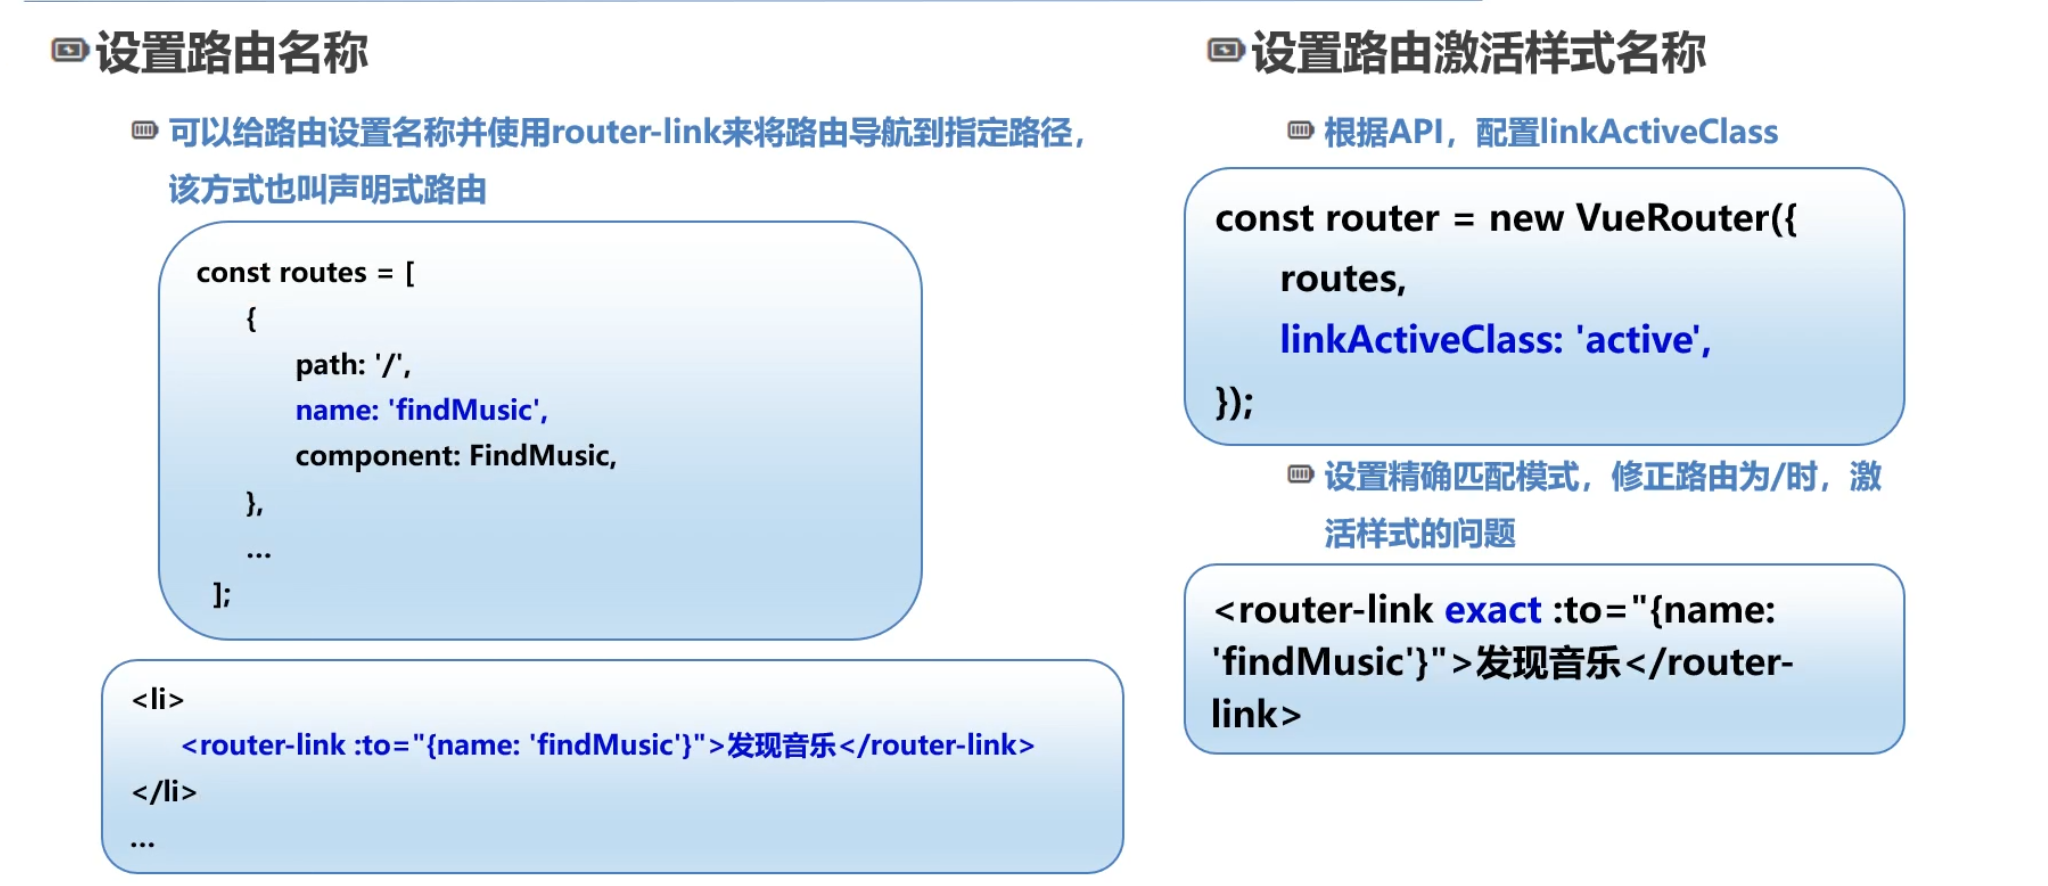 设置路由名称
可以给路由设置名称并使用router-link来将路由导航到指定路径，
该方式也叫声明式路由
const routes = [
{
path: '/',
name: 'findMusic',
component: FindMusic,
},
...
];
<li>
<router-link :to="{name: 'findMusic'}">发现音乐</router-link>
</li>
...
设置路由激活样式名称
根据API，配置linkActiveClass
const router = new VueRouter({
routes,
linkActiveClass: 'active',
});
设置精确匹配模式，修正路由为/时，激
活样式的问题
<router-link exact :to="{name:
'findMusic'}">发现音乐</router-
link>